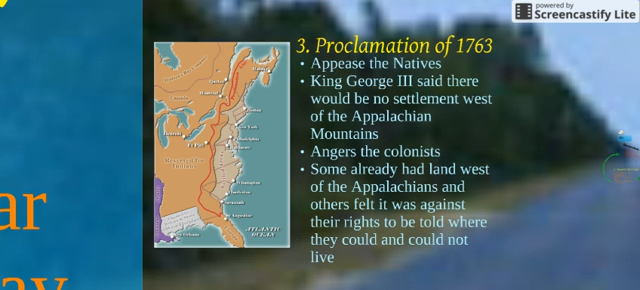 powered by
Screencastify Lite
3. Proclamation of 1763
• Appease the Natives
• King George III said there
would be no settlement west
of the Appalachian
Mountains
• Angers the colonists
• Some already had land west
of the Appalachians and
others felt it was against
their rights to be told where
they could and could not
live
ATLANTIC
OCEAN
ar